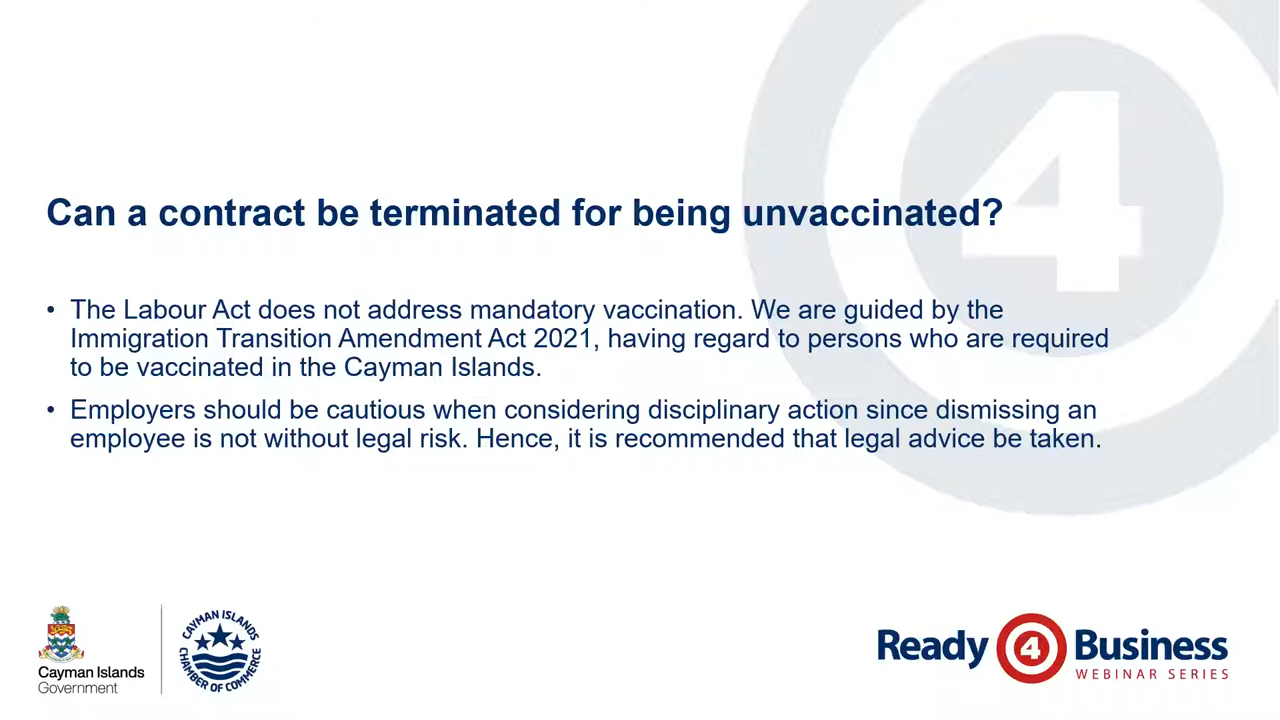 4
Can a contract be terminated for being unvaccinated?
• The Labour Act does not address mandatory vaccination. We are guided by the
Immigration Transition Amendment Act 2021, having regard to persons who are required
to be vaccinated in the Cayman Islands.
• Employers should be cautious when considering disciplinary action since dismissing an
employee is not without legal risk. Hence, it is recommended that legal advice be taken.
Cayman Islands
Government
CAYMAN ISLANDS
CHAMBER OF COMMERCE
Ready 4 Business
WEBINAR SERIES